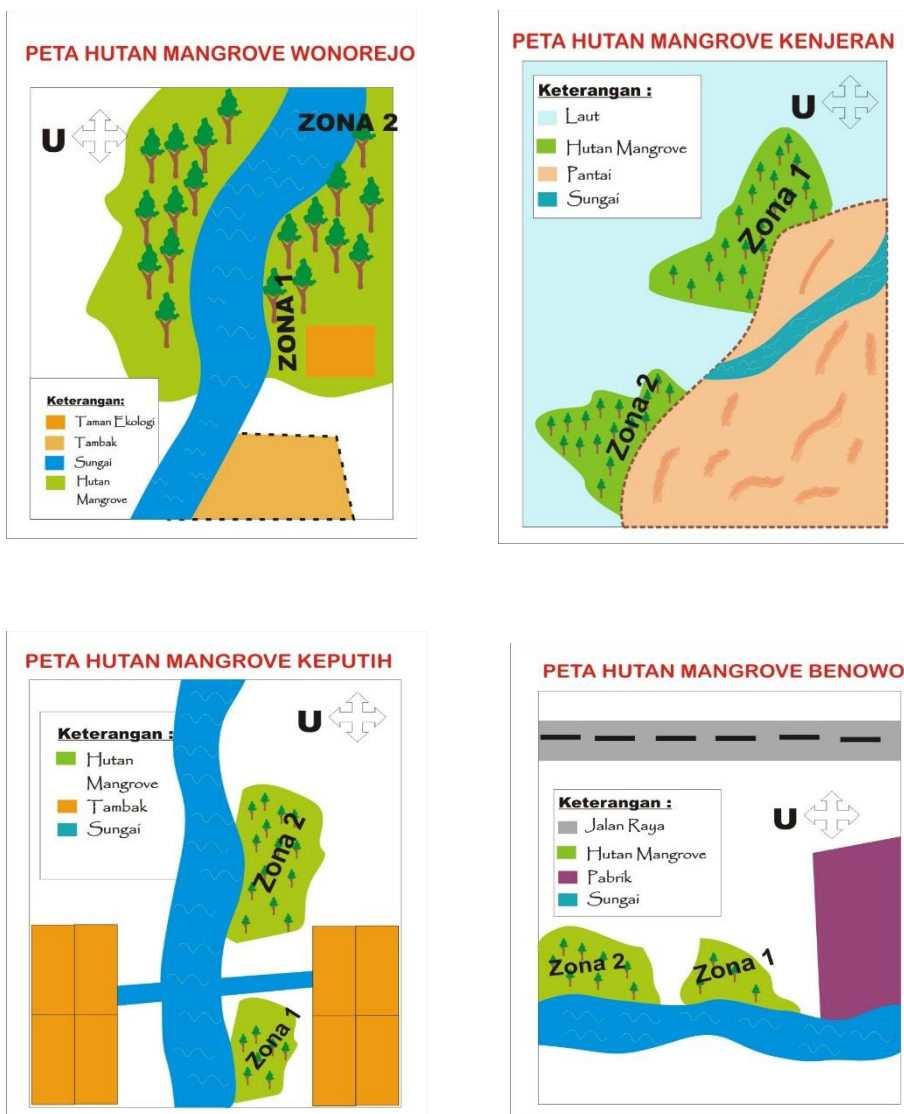 PETA HUTAN MANGROVE WONOREJO
U
ZONA 2
ZONA 1
Keterangan:
Taman Ekologi
Tambak
Sungai
Hutan
Mangrove
PETA HUTAN MANGROVE KENJERAN
Keterangan :
Laut
Hutan Mangrove
Pantai
Sungai
U
Zona 1
Zona 2
PETA HUTAN MANGROVE KEPUTIH
Keterangan :
Hutan
Mangrove
Tambak
Sungai
U
Zona 2
Zona 1
PETA HUTAN MANGROVE BENOWO
Keterangan :
Jalan Raya
Hutan Mangrove
Pabrik
Sungai
U
Zona 2
Zona 1